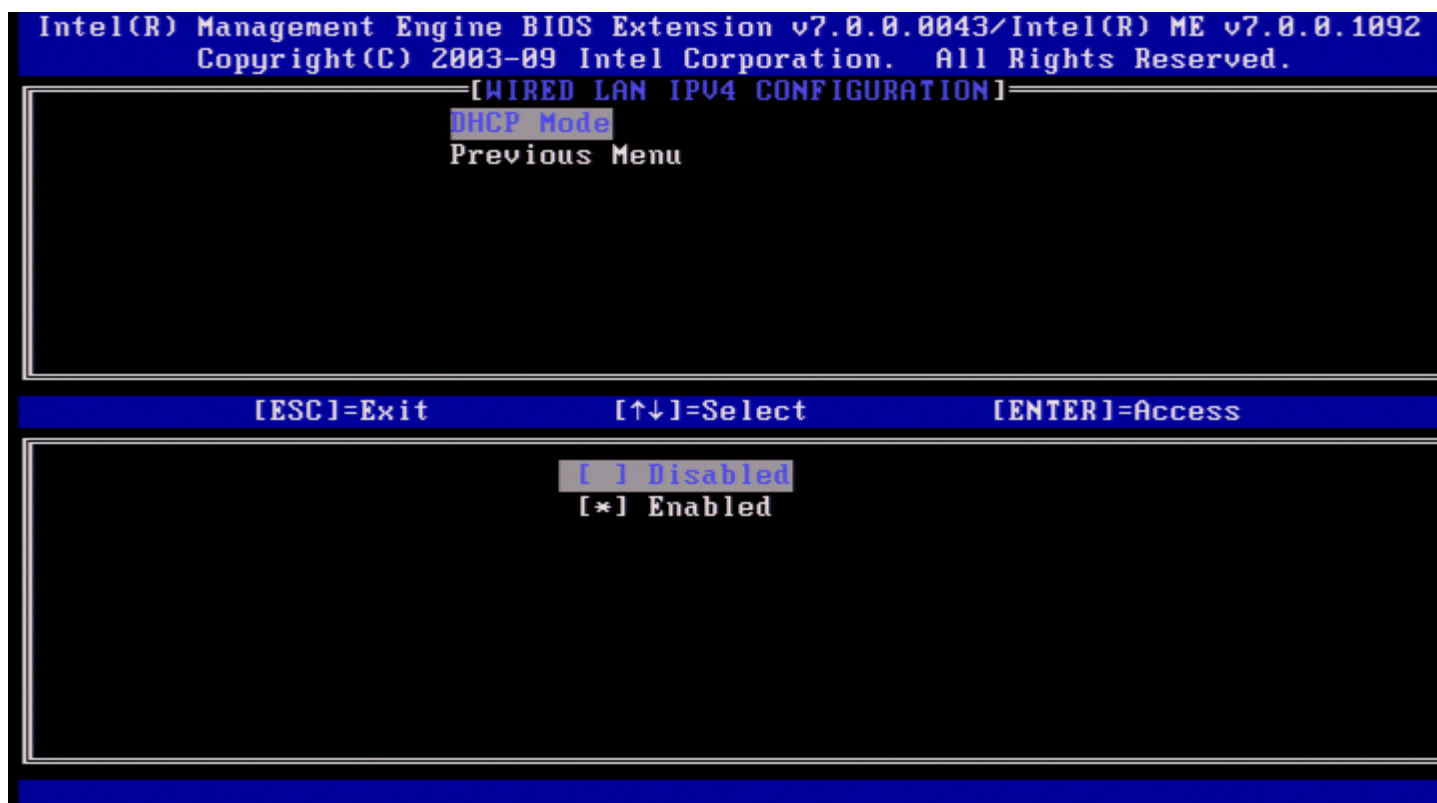 Intel(R) Management Engine BIOS Extension v7.0.0.0043/Intel(R) ME v7.0.0.1092
Copyright(C) 2003-09 Intel Corporation. All Rights Reserved.
[WIRED LAN IPV4 CONFIGURATION]
DHCP Mode
Previous Menu
[ESC]=Exit [↑↓]=Select [ENTER]=Access
[ ] Disabled
[*] Enabled